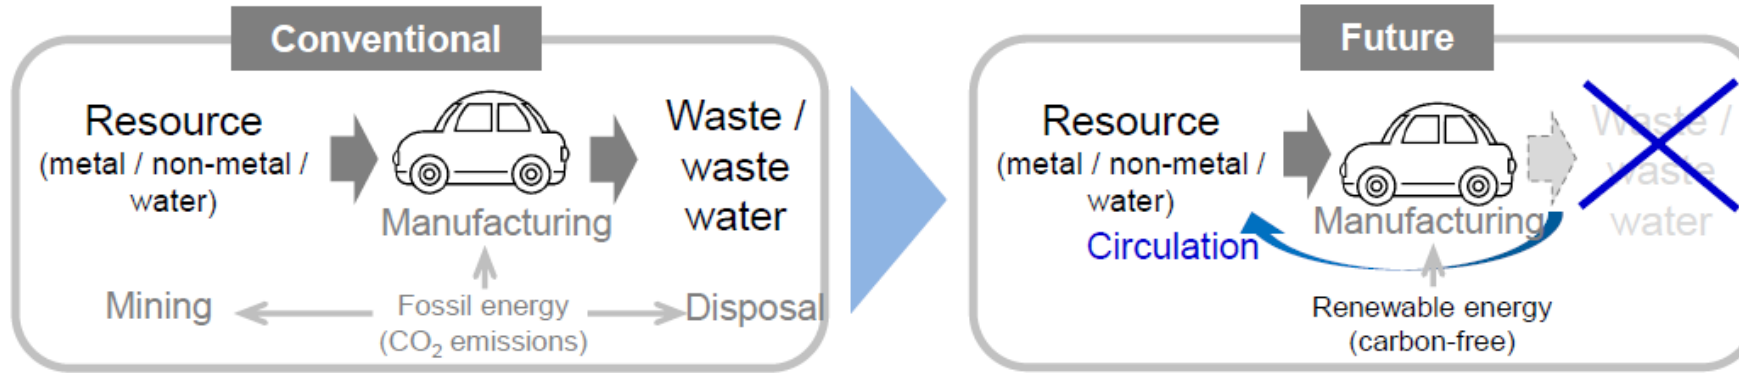 Conventional
Resource
(metal / non-metal /
water)
Manufacturing
Waste /
waste
water
Mining
Fossil energy
(CO₂ emissions)
Disposal
Future
Resource
(metal / non-metal /
water)
Circulation
Manufacturing
Waste /
waste
water
Renewable energy
(carbon-free)